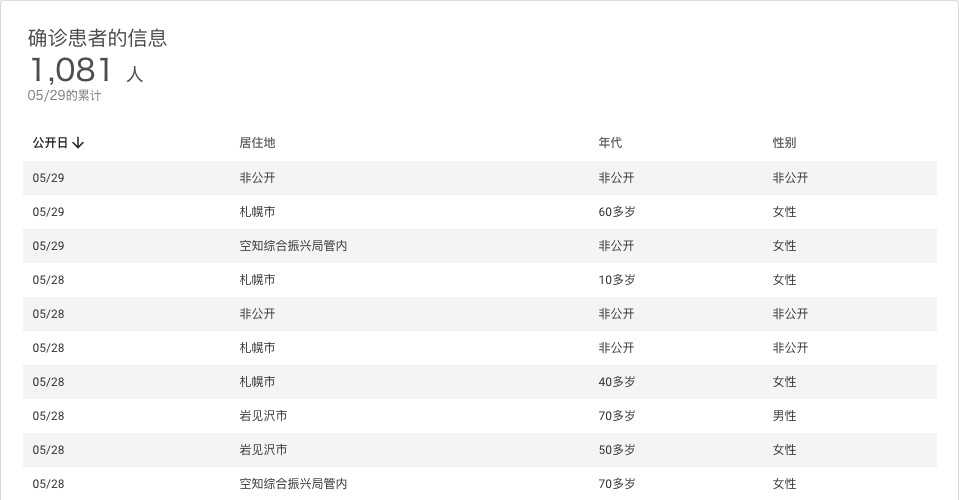 确诊患者的信息
1,081 人
05/29的累计
公开日↓ 居住地 年代 性别
05/29 非公开 非公开 非公开
05/29 札幌市 60多岁 女性
05/29 空知综合振兴局管内 非公开 女性
05/28 札幌市 10多岁 女性
05/28 非公开 非公开 非公开
05/28 札幌市 非公开 非公开
05/28 札幌市 40多岁 女性
05/28 岩见沢市 70多岁 男性
05/28 岩见沢市 50多岁 女性
05/28 空知综合振兴局管内 70多岁 女性